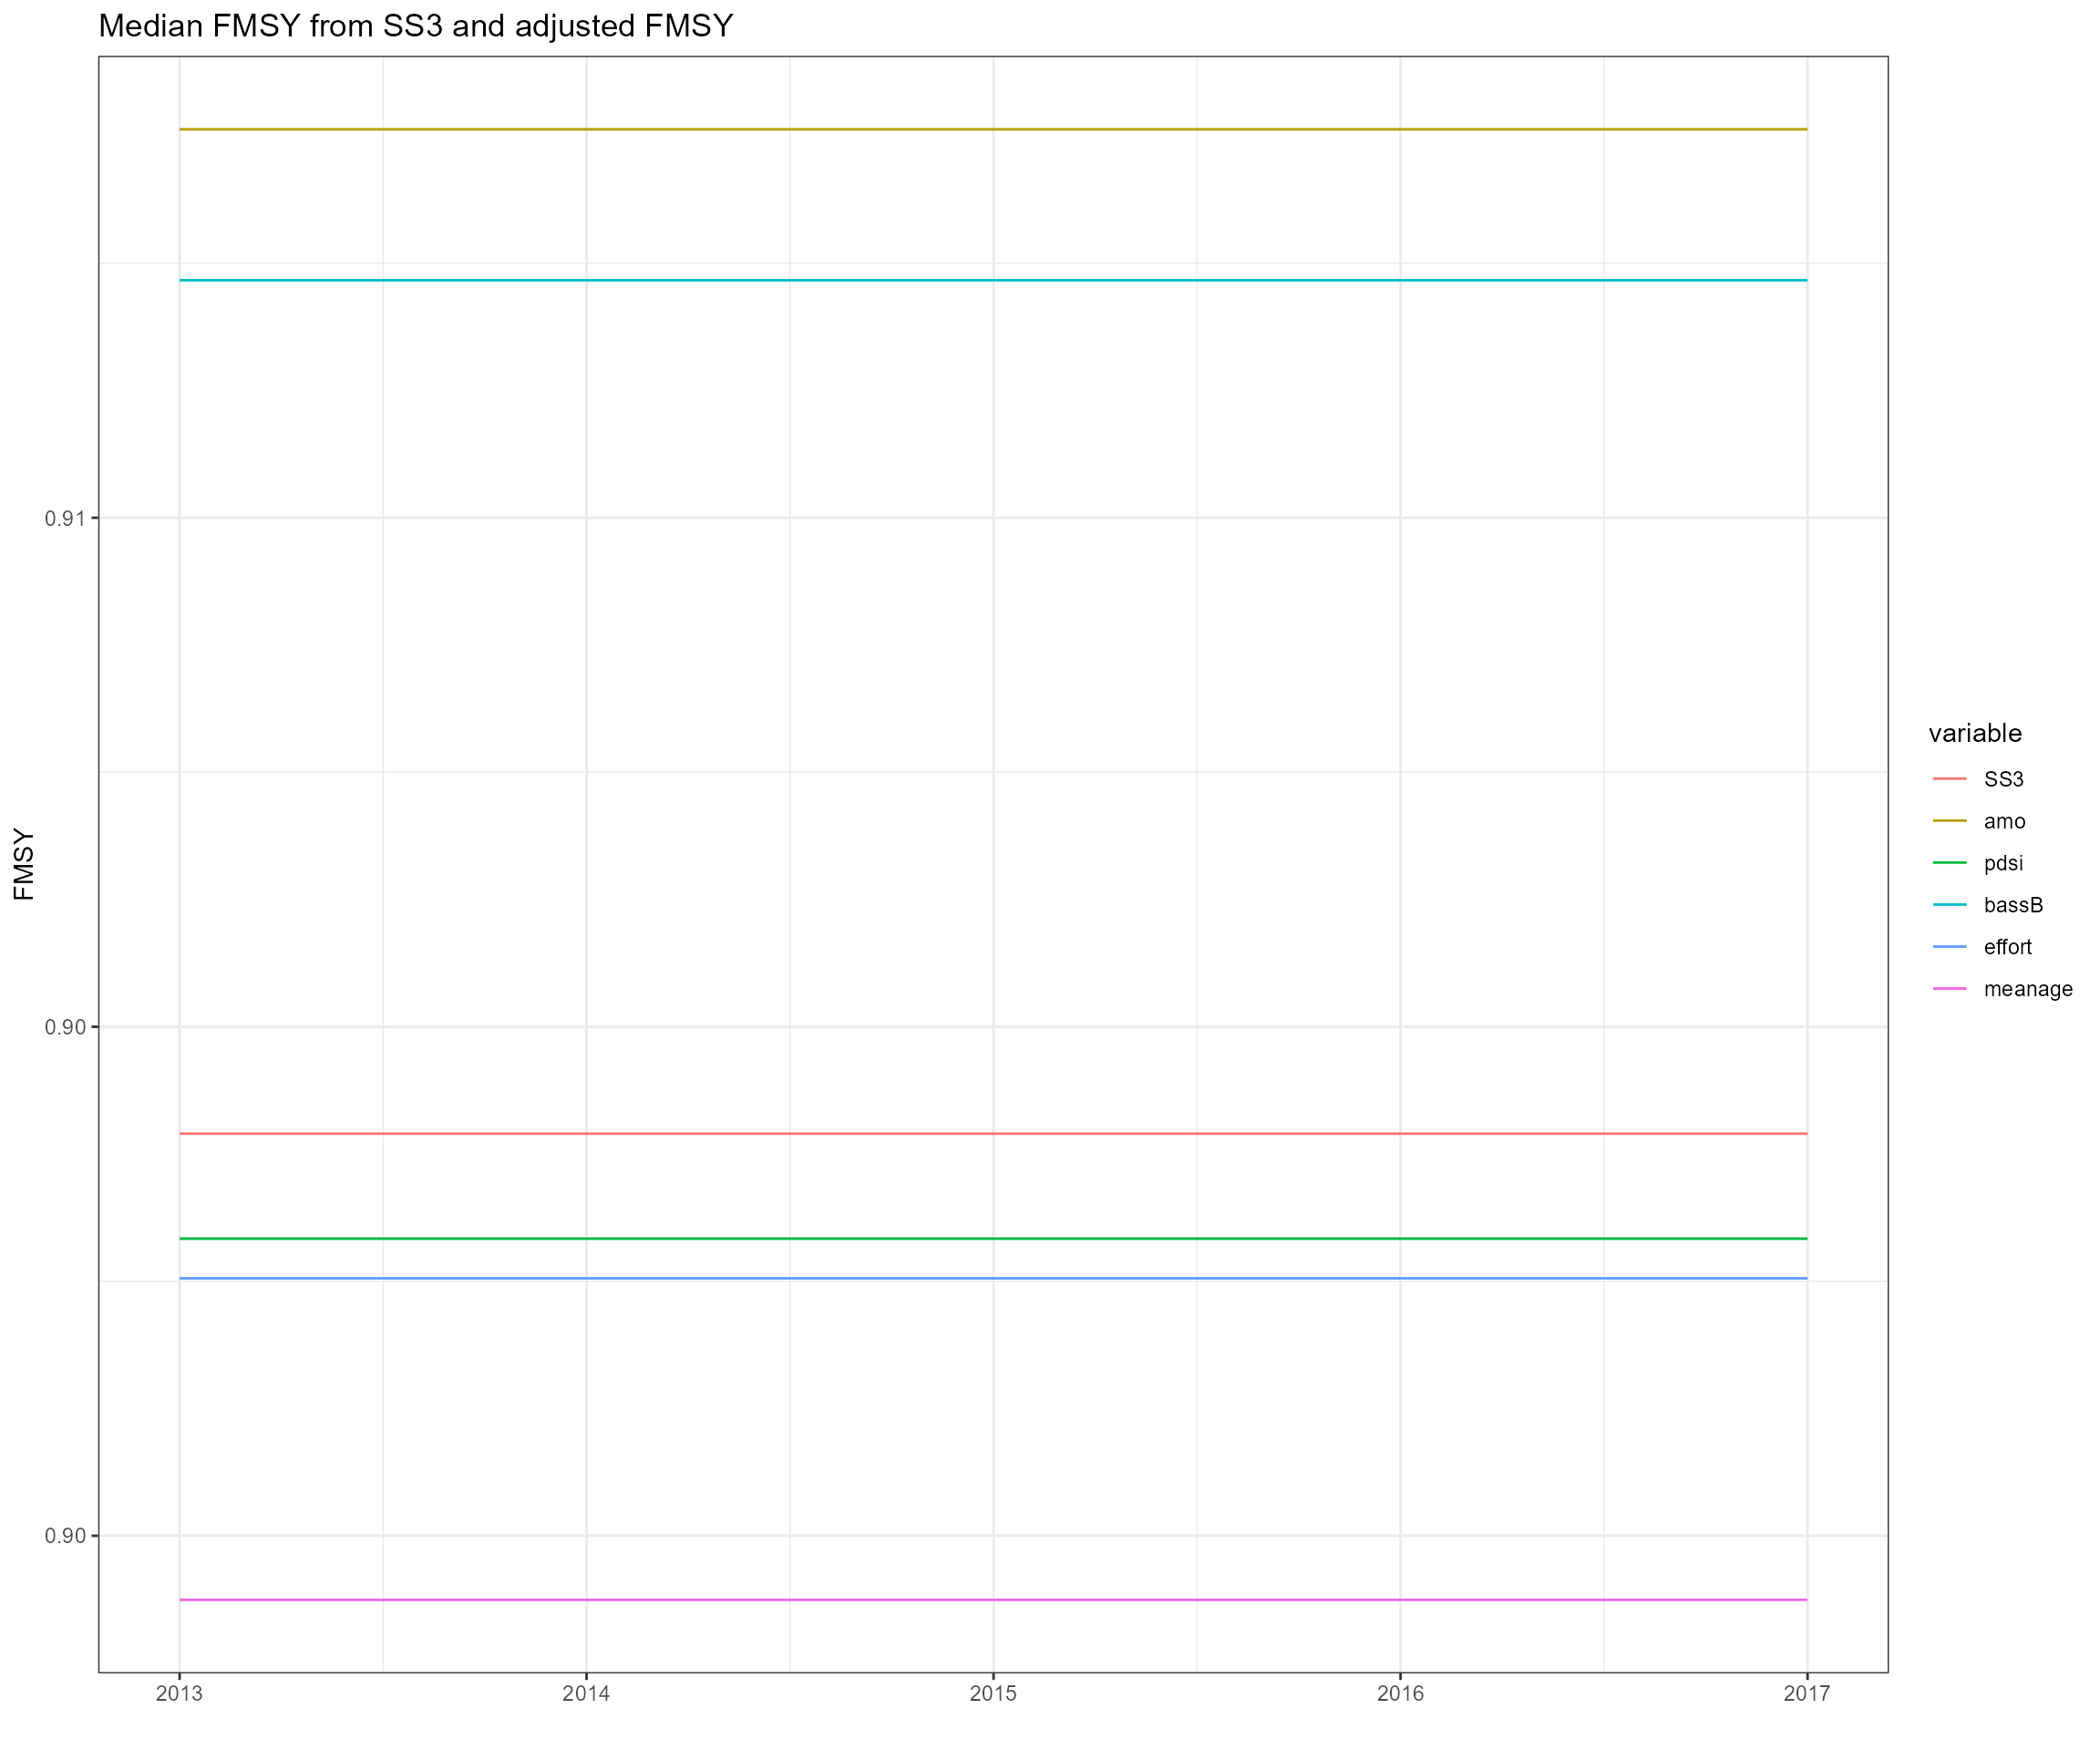 Median FMSY from SS3 and adjusted FMSY
FMSY
0.91
0.90
0.90
2013
2014
2015
2016
2017
variable
SS3
amo
pdsi
bassB
effort
meanage